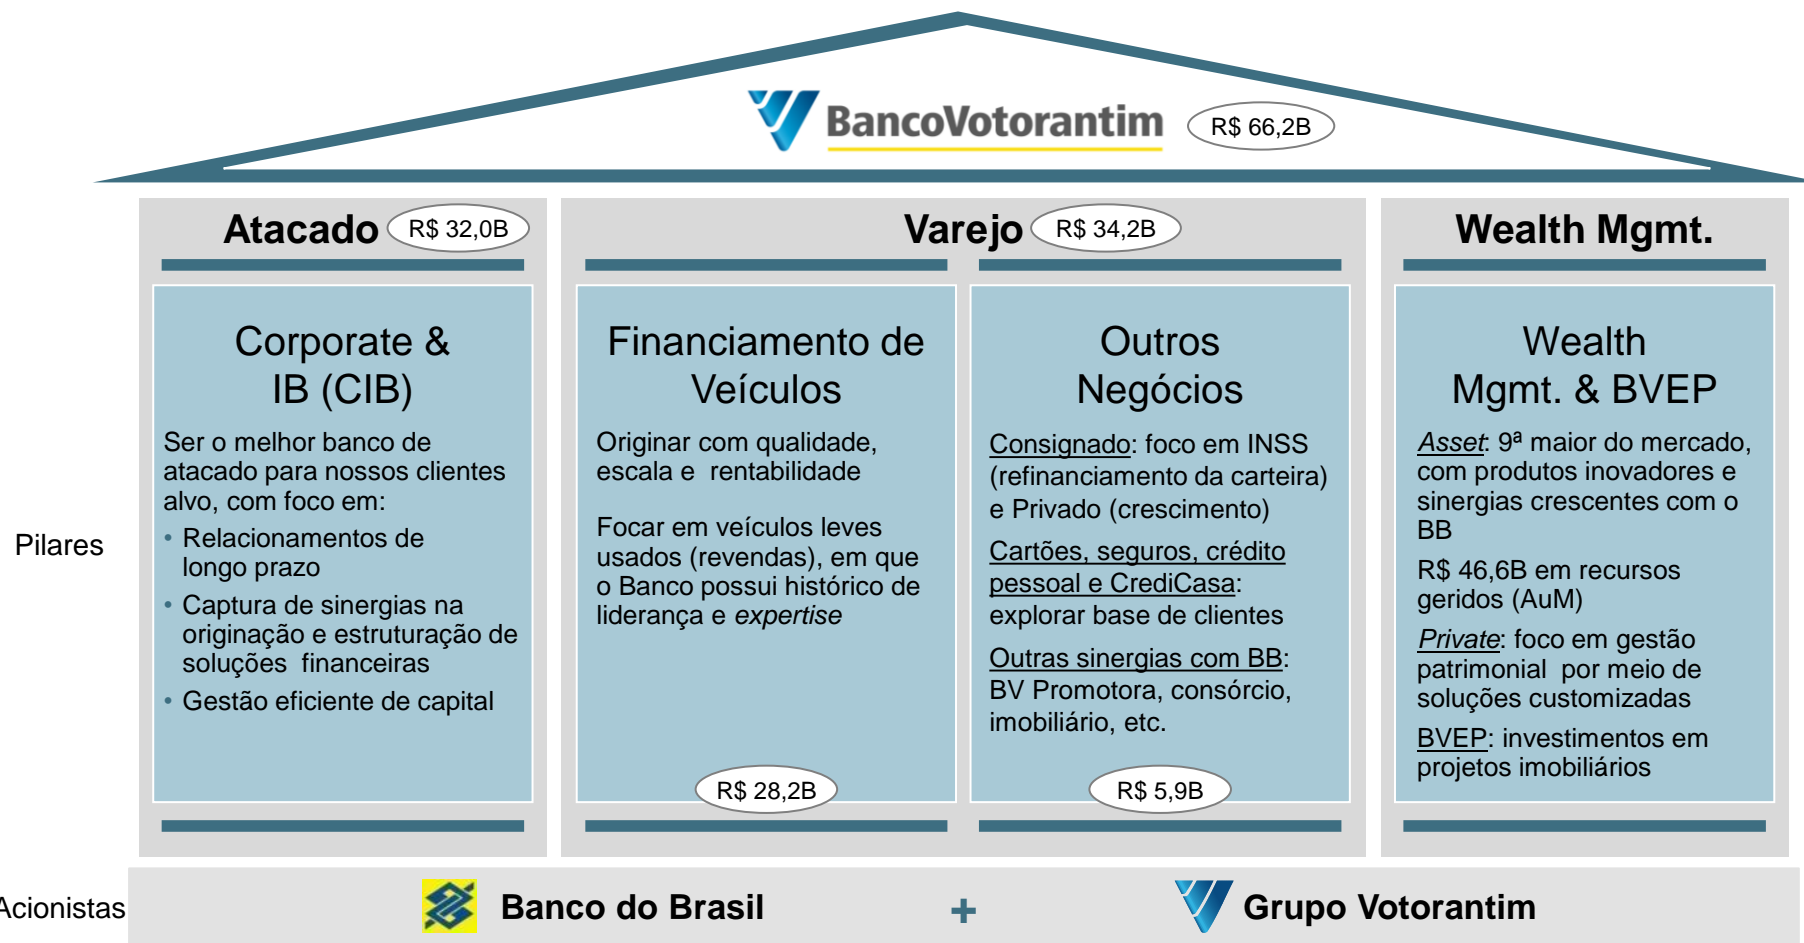 BancoVotorantim
R$ 66,2B
Atacado
R$ 32,0B
Varejo
R$ 34,2B
Wealth Mgmt.
Pilares
Corporate &
IB (CIB)
Ser o melhor banco de
atacado para nossos clientes
alvo, com foco em:
• Relacionamentos de
longo prazo
• Captura de sinergias na
originação e estruturação de
soluções financeiras
• Gestão eficiente de capital
Financiamento de
Veículos
Originar com qualidade,
escala e rentabilidade
Focar em veículos leves
usados (revendas), em que
o Banco possui histórico de
liderança e expertise
R$ 28,2B
Outros
Negócios
Consignado: foco em INSS
(refinanciamento da carteira)
e Privado (crescimento)
Cartões, seguros, crédito
pessoal e CrediCasa:
explorar base de clientes
Outras sinergias com BB:
BV Promotora, consórcio,
imobiliário, etc.
R$ 5,9B
Wealth
Mgmt. & BVEP
Asset: 9ª maior do mercado,
com produtos inovadores e
sinergias crescentes com o
BB
R$ 46,6B em recursos
geridos (AuM)
Private: foco em gestão
patrimonial por meio de
soluções customizadas
BVEP: investimentos em
projetos imobiliários
Acionistas
Banco do Brasil
+
Grupo Votorantim